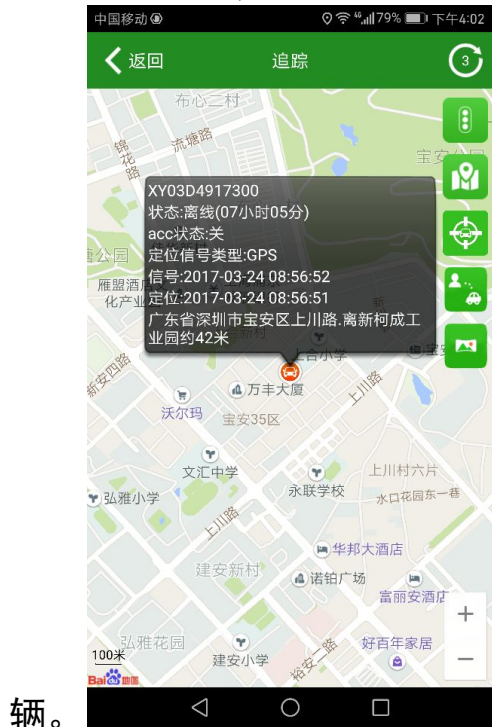 中国移动 46 79% 下午4:02
返回 追踪 3
布心二村
流塘路
锦花路
宝安公园
XY03D4917300
状态:离线(07小时05分)
acc状态:关
定位信号类型:GPS
信号:2017-03-24 08:56:52
定位:2017-03-24 08:56:51
广东省深圳市宝安区上川路.离新柯成工
业园约42米
公园
雁盟酒店
化产业
上合小学
新安四路
万丰大厦
上川路
沃尔玛
宝安35区
文汇中学
上川村六片
弘雅小学
永联学校
水口花园东一巷
上川路
华邦大酒店
建安新村
诺铂广场
富丽安酒店
+
弘雅花园
好百年家居
100米
建安小学
裕安二路
−
Bai地图
辆。